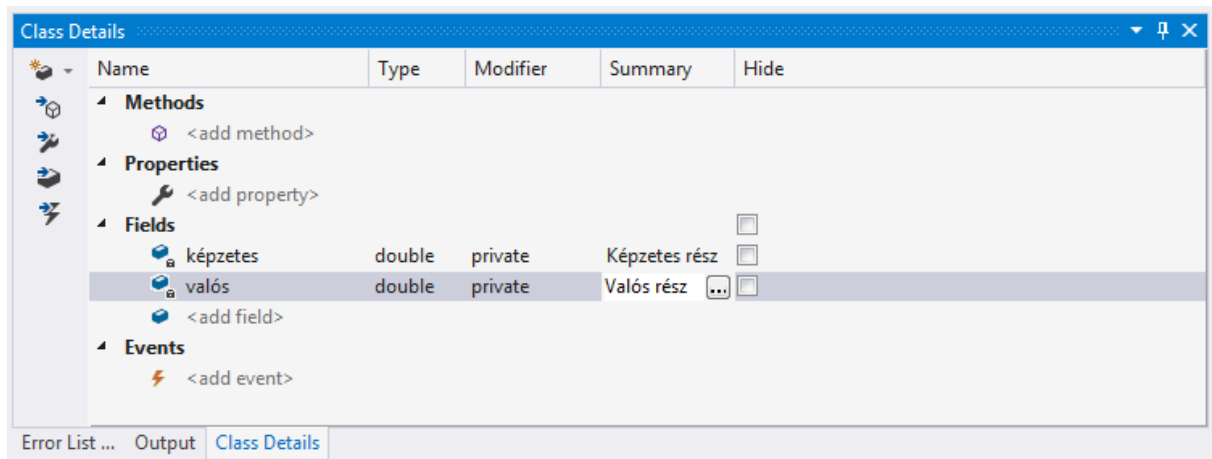 Class Details
Name Type Modifier Summary Hide
Methods
<add method>
Properties
<add property>
Fields
képzetes double private Képzetes rész
valós double private Valós rész ...
<add field>
Events
<add event>
Error List ... Output Class Details